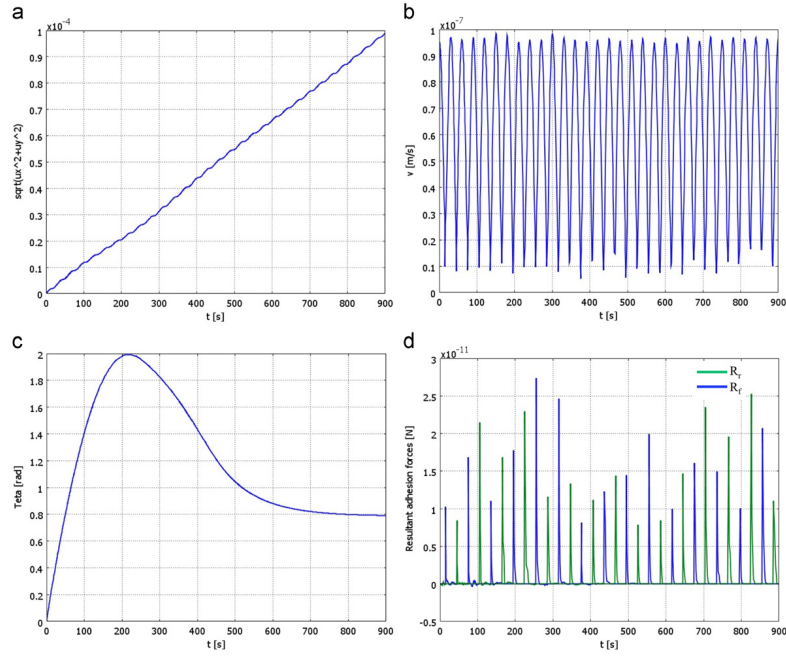 a
x10^-4
1
0.9
0.8
0.7
0.6
0.5
0.4
0.3
0.2
0.1
0
sqrt(ux^2+uy^2)
0 100 200 300 400 500 600 700 800 900
t [s]
b
x10^-7
1
0.9
0.8
0.7
0.6
0.5
0.4
0.3
0.2
0.1
0
v [m/s]
0 100 200 300 400 500 600 700 800 900
t [s]
c
2
1.8
1.6
1.4
1.2
1
0.8
0.6
0.4
0.2
0
Teta [rad]
0 100 200 300 400 500 600 700 800 900
t [s]
d
x10^-11
3
2.5
2
1.5
1
0.5
0
-0.5
Resultant adhesion forces [N]
R_r
R_f
0 100 200 300 400 500 600 700 800 900
t [s]